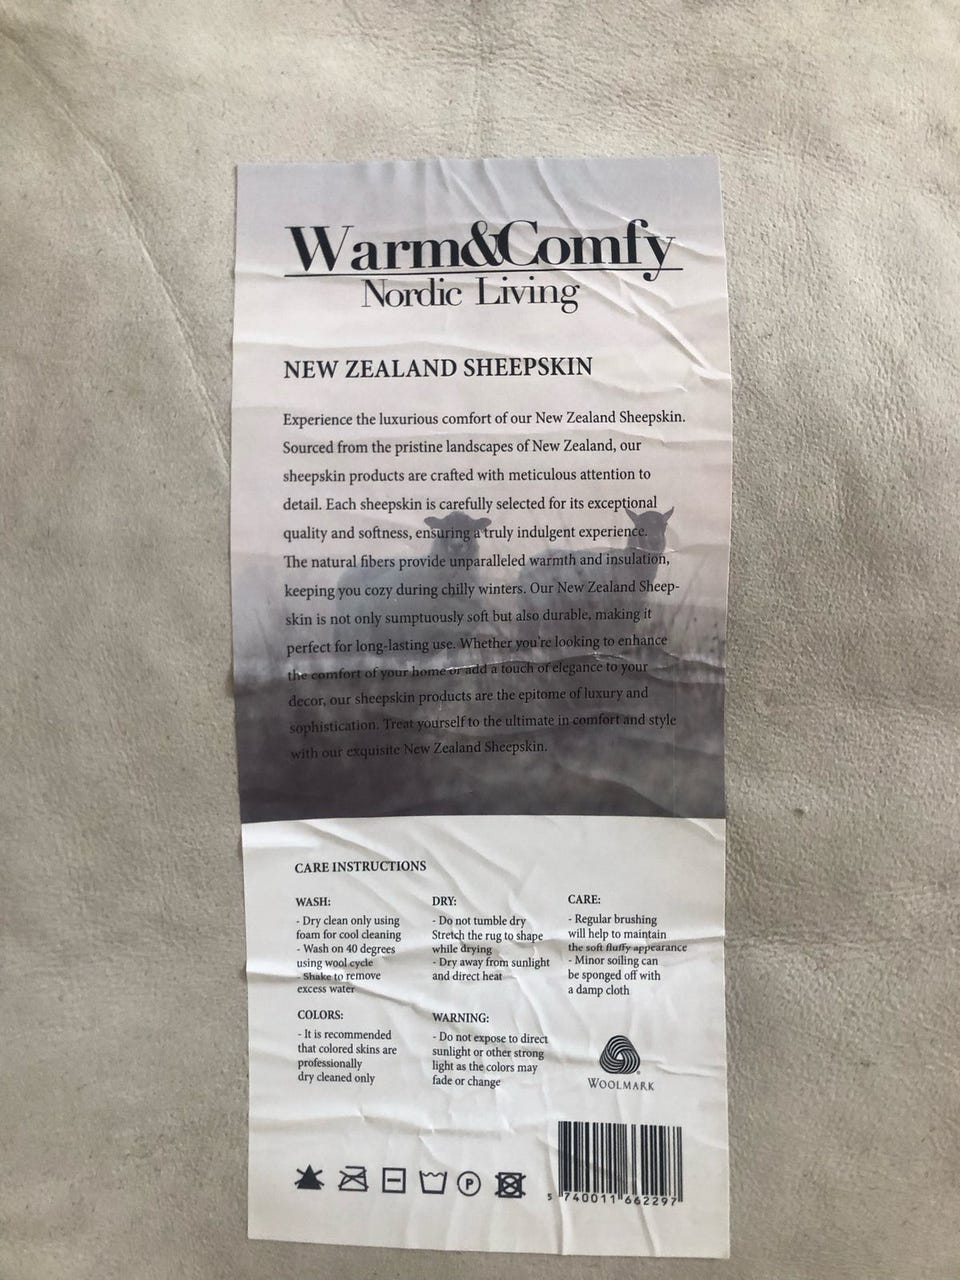 Warm&Comfy
Nordic Living
NEW ZEALAND SHEEPSKIN
Experience the luxurious comfort of our New Zealand Sheepskin.
Sourced from the pristine landscapes of New Zealand, our
sheepskin products are crafted with meticulous attention to
detail. Each sheepskin is carefully selected for its exceptional
quality and softness, ensuring a truly indulgent experience.
The natural fibers provide unparalleled warmth and insulation,
keeping you cozy during chilly winters. Our New Zealand Sheep-
skin is not only sumptuously soft but also durable, making it
perfect for long-lasting use. Whether you're looking to enhance
the comfort of your home or add a touch of elegance to your
decor, our sheepskin products are the epitome of luxury and
sophistication. Treat yourself to the ultimate in comfort and style
with our exquisite New Zealand Sheepskin.
CARE INSTRUCTIONS
WASH:
- Dry clean only using
foam for cool cleaning
- Wash on 40 degrees
using wool cycle
- Shake to remove
excess water
DRY:
- Do not tumble dry
Stretch the rug to shape
while drying
- Dry away from sunlight
and direct heat
CARE:
- Regular brushing
will help to maintain
the soft fluffy appearance
- Minor soiling can
be sponged off with
a damp cloth
COLORS:
- It is recommended
that colored skins are
professionally
dry cleaned only
WARNING:
- Do not expose to direct
sunlight or other strong
light as the colors may
fade or change
WOOLMARK
P
5 740011 662297